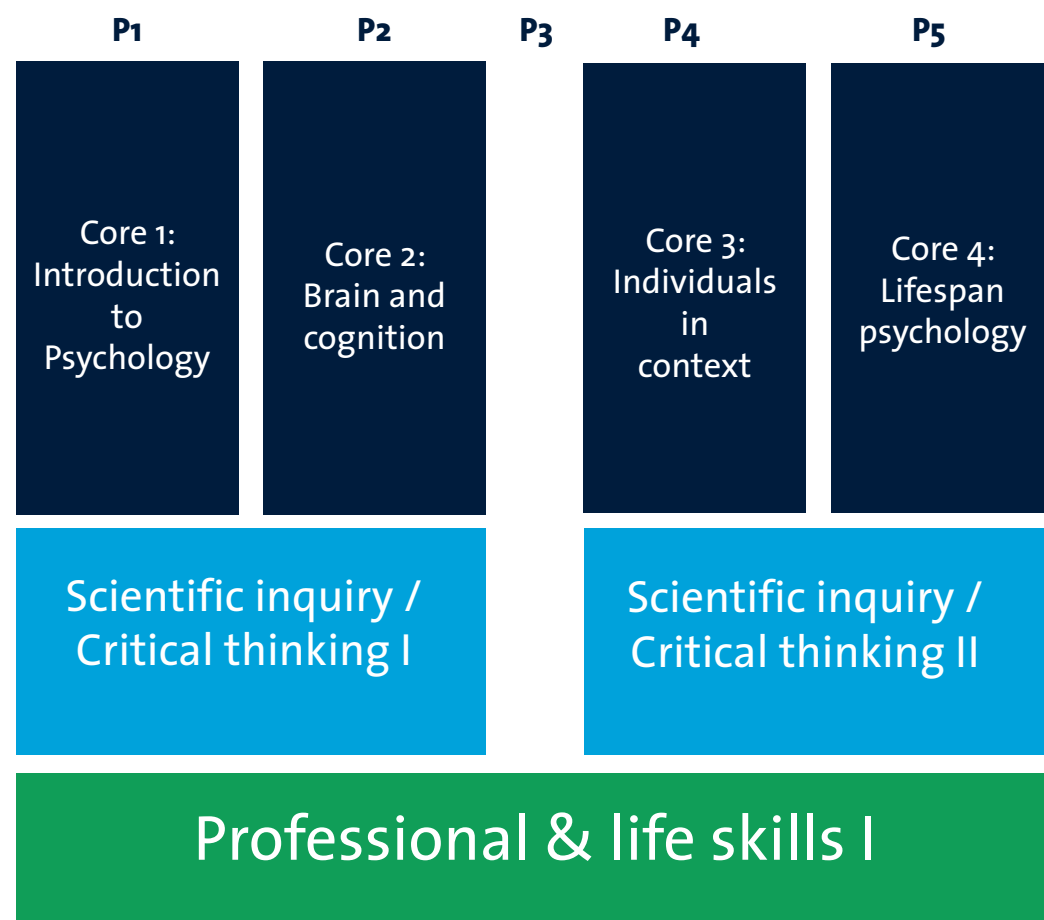 P1 P2 P3 P4 P5
Core 1:
Introduction
to
Psychology
Core 2:
Brain and
cognition
Core 3:
Individuals
in
context
Core 4:
Lifespan
psychology
Scientific inquiry /
Critical thinking I
Scientific inquiry /
Critical thinking II
Professional & life skills I